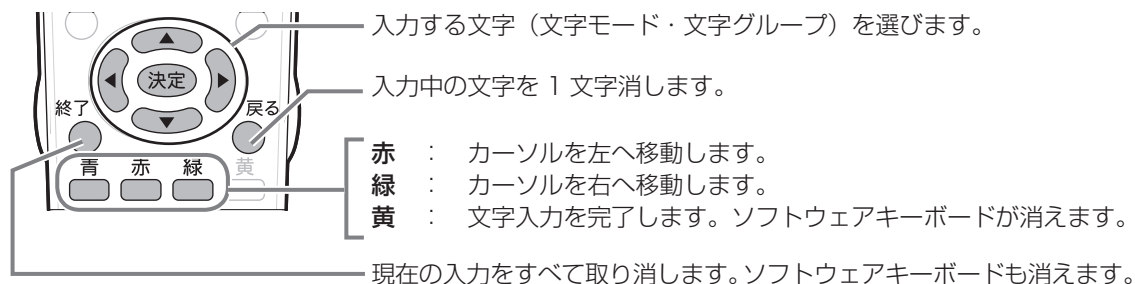 入力する文字（文字モード・文字グループ）を選びます。
決定
入力中の文字を 1 文字消します。
終了
戻る
青 赤 緑 黄
赤 ： カーソルを左へ移動します。
緑 ： カーソルを右へ移動します。
黄 ： 文字入力を完了します。ソフトウェアキーボードが消えます。
現在の入力をすべて取り消します。ソフトウェアキーボードも消えます。